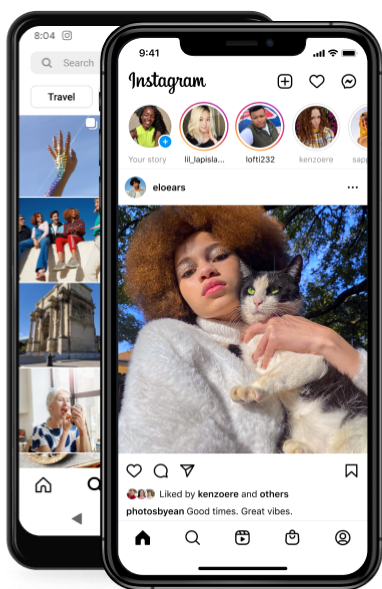 8:04
Search
Travel
9:41
Instagram
Your story
lil_lapisla...
lofti232
kenzoere
sap
eloears
Liked by kenzoere and others
photosbyean Good times. Great vibes.